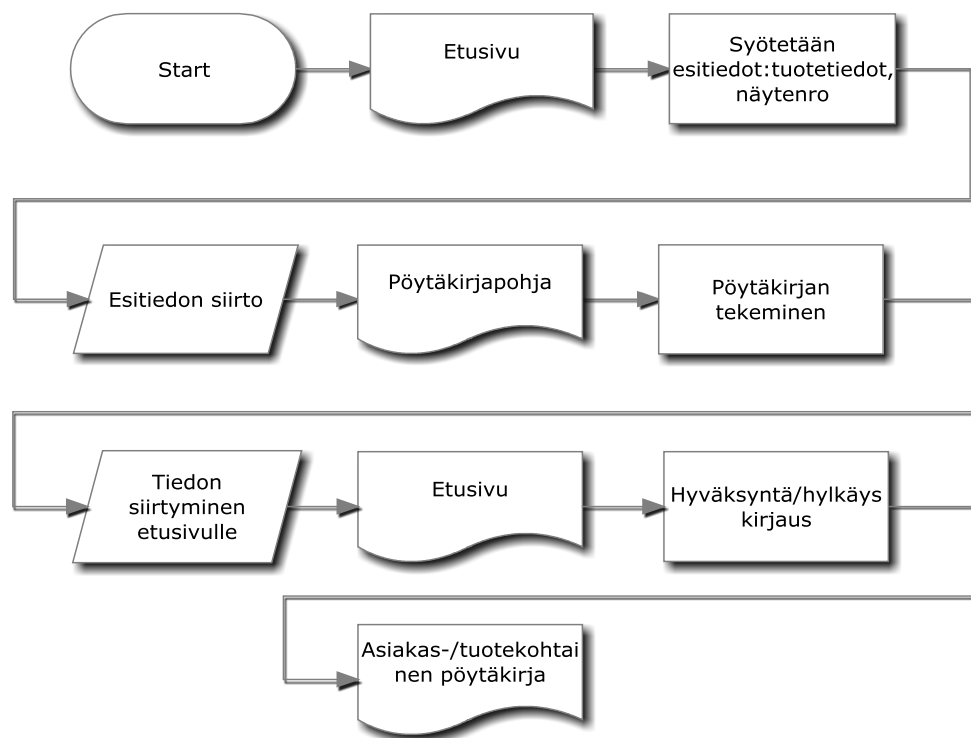 Start
Etusivu
Syötetään
esitiedot:tuotetiedot,
näytenro
Esitiedon siirto
Pöytäkirjapohja
Pöytäkirjan
tekeminen
Tiedon
siirtyminen
etusivulle
Etusivu
Hyväksyntä/hylkäys
kirjaus
Asiakas-/tuotekohtai
nen pöytäkirja